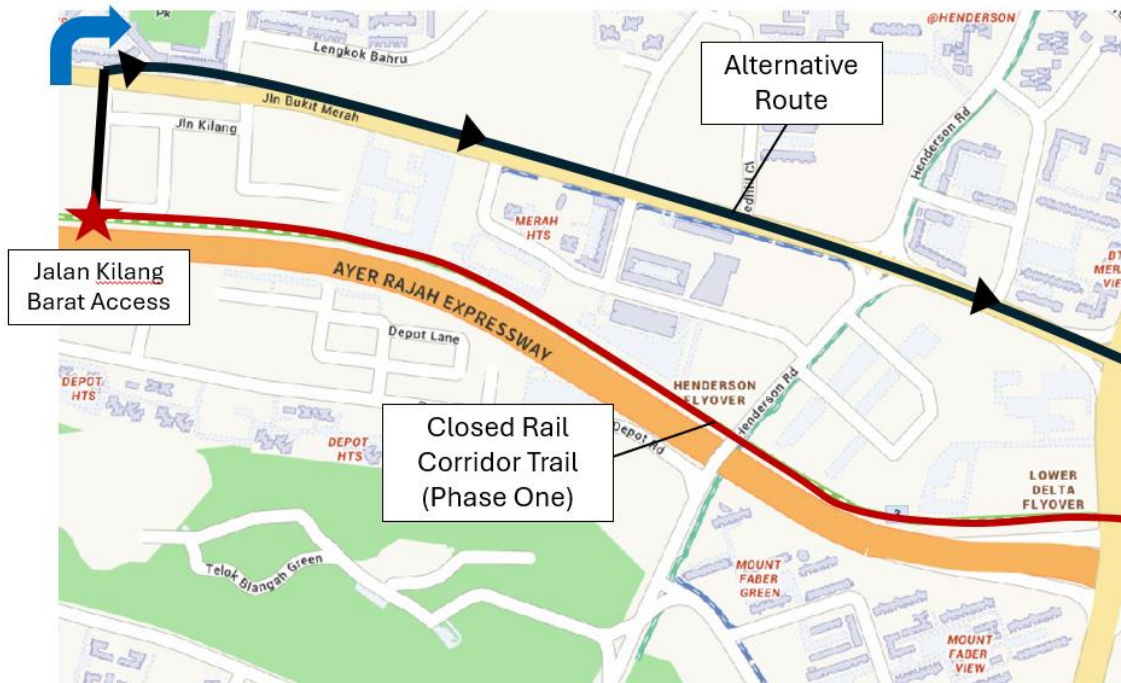 Pk
@HENDERSON
Lengkok Bahru
Alternative
Route
Jln Bukit Merah
Jln Kilang
Henderson Rd
MERAH
HTS
Jalan Kilang
Barat Access
AYER RAJAH EXPRESSWAY
Depot Lane
DEPOT
HTS
HENDERSON
FLYOVER
Henderson Rd
Closed Rail
Corridor Trail
(Phase One)
Depot Rd
DEPOT
HTS
LOWER
DELTA
FLYOVER
Telok Blangah Green
MOUNT
FABER
GREEN
MOUNT
FABER
VIEW